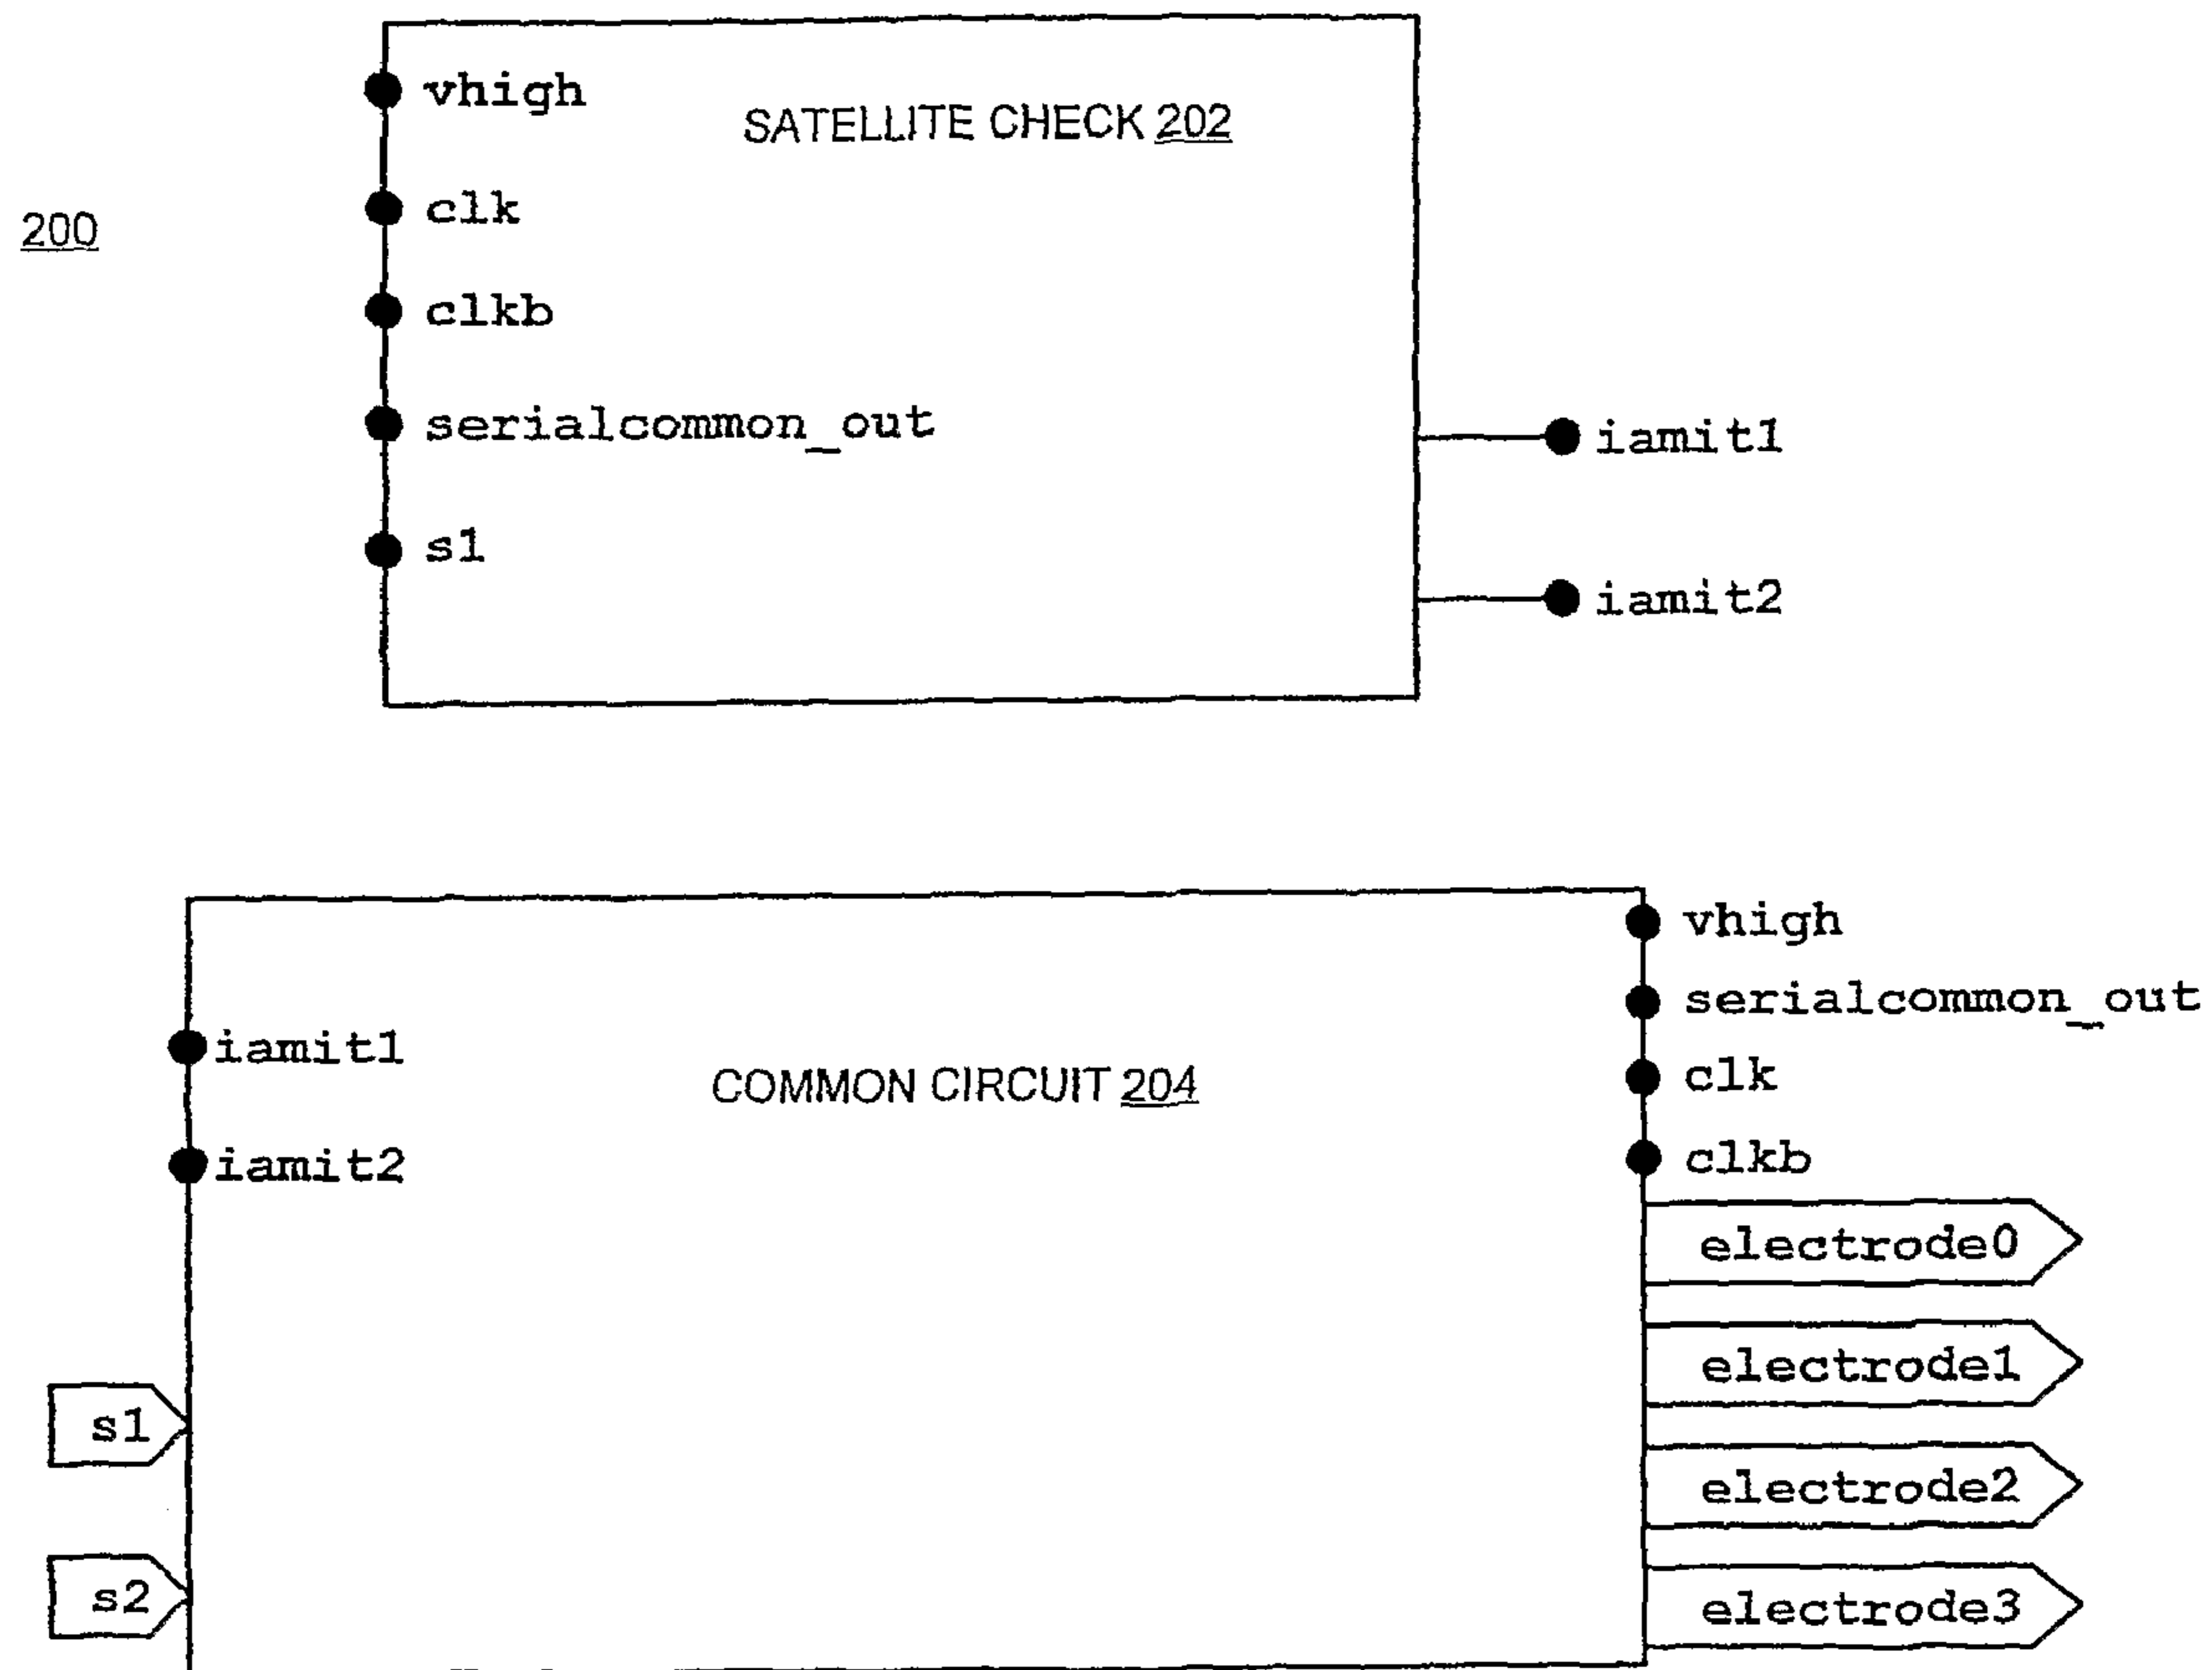 vhigh
SATELLITE CHECK 202
clk
200
clkb
serialcommon_out
iamit1
s1
iamit2
vhigh
serialcommon_out
iamit1
clk
COMMON CIRCUIT 204
iamit2
clkb
electrode0
electrode1
s1
electrode2
s2
electrode3